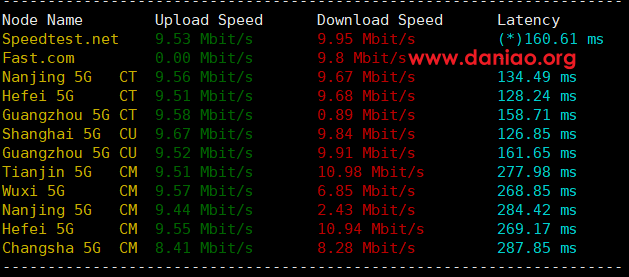 Node Name Upload Speed Download Speed Latency
Speedtest.net 9.53 Mbit/s 9.95 Mbit/s (*)160.61 ms
Fast.com 0.00 Mbit/s 9.8 Mbit/s
www.daniao.org
Nanjing 5G CT 9.56 Mbit/s 9.67 Mbit/s 134.49 ms
Hefei 5G CT 9.51 Mbit/s 9.68 Mbit/s 128.24 ms
Guangzhou 5G CT 9.58 Mbit/s 0.89 Mbit/s 158.71 ms
Shanghai 5G CU 9.67 Mbit/s 9.84 Mbit/s 126.85 ms
Guangzhou 5G CU 9.52 Mbit/s 9.91 Mbit/s 161.65 ms
Tianjin 5G CM 9.51 Mbit/s 10.98 Mbit/s 277.98 ms
Wuxi 5G CM 9.57 Mbit/s 6.85 Mbit/s 268.85 ms
Nanjing 5G CM 9.44 Mbit/s 2.43 Mbit/s 284.42 ms
Hefei 5G CM 9.55 Mbit/s 10.94 Mbit/s 269.17 ms
Changsha 5G CM 8.41 Mbit/s 8.28 Mbit/s 287.85 ms